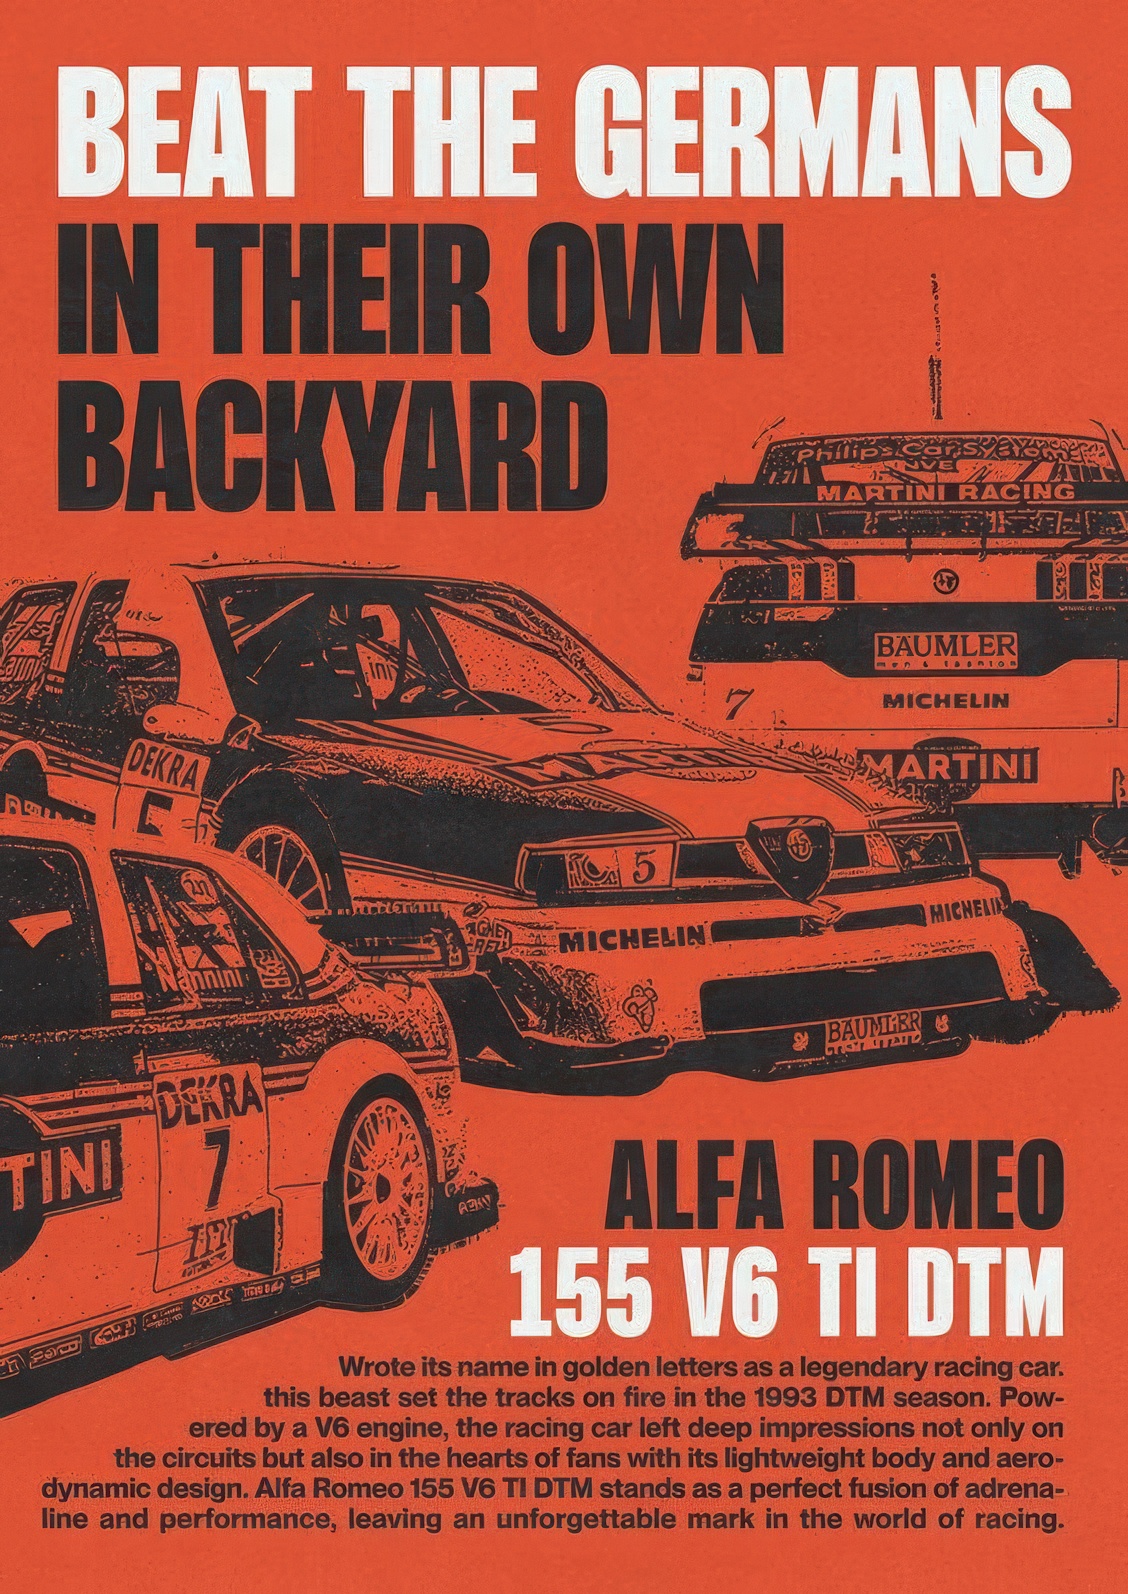 BEAT THE GERMANS
IN THEIR OWN
BACKYARD
Philips Car Systems
MARTINI RACING
BÄUMLER
men & fashion
7
MICHELIN
MARTINI
DEKRA
5
MARTINI
5
MICHELIN
MICHELIN
BÄUMLER
Nannini
DEKRA
7
TINI
ALFA ROMEO
155 V6 TI DTM
Wrote its name in golden letters as a legendary racing car.
this beast set the tracks on fire in the 1993 DTM season. Pow-
ered by a V6 engine, the racing car left deep impressions not only on
the circuits but also in the hearts of fans with its lightweight body and aero-
dynamic design. Alfa Romeo 155 V6 TI DTM stands as a perfect fusion of adrena-
line and performance, leaving an unforgettable mark in the world of racing.